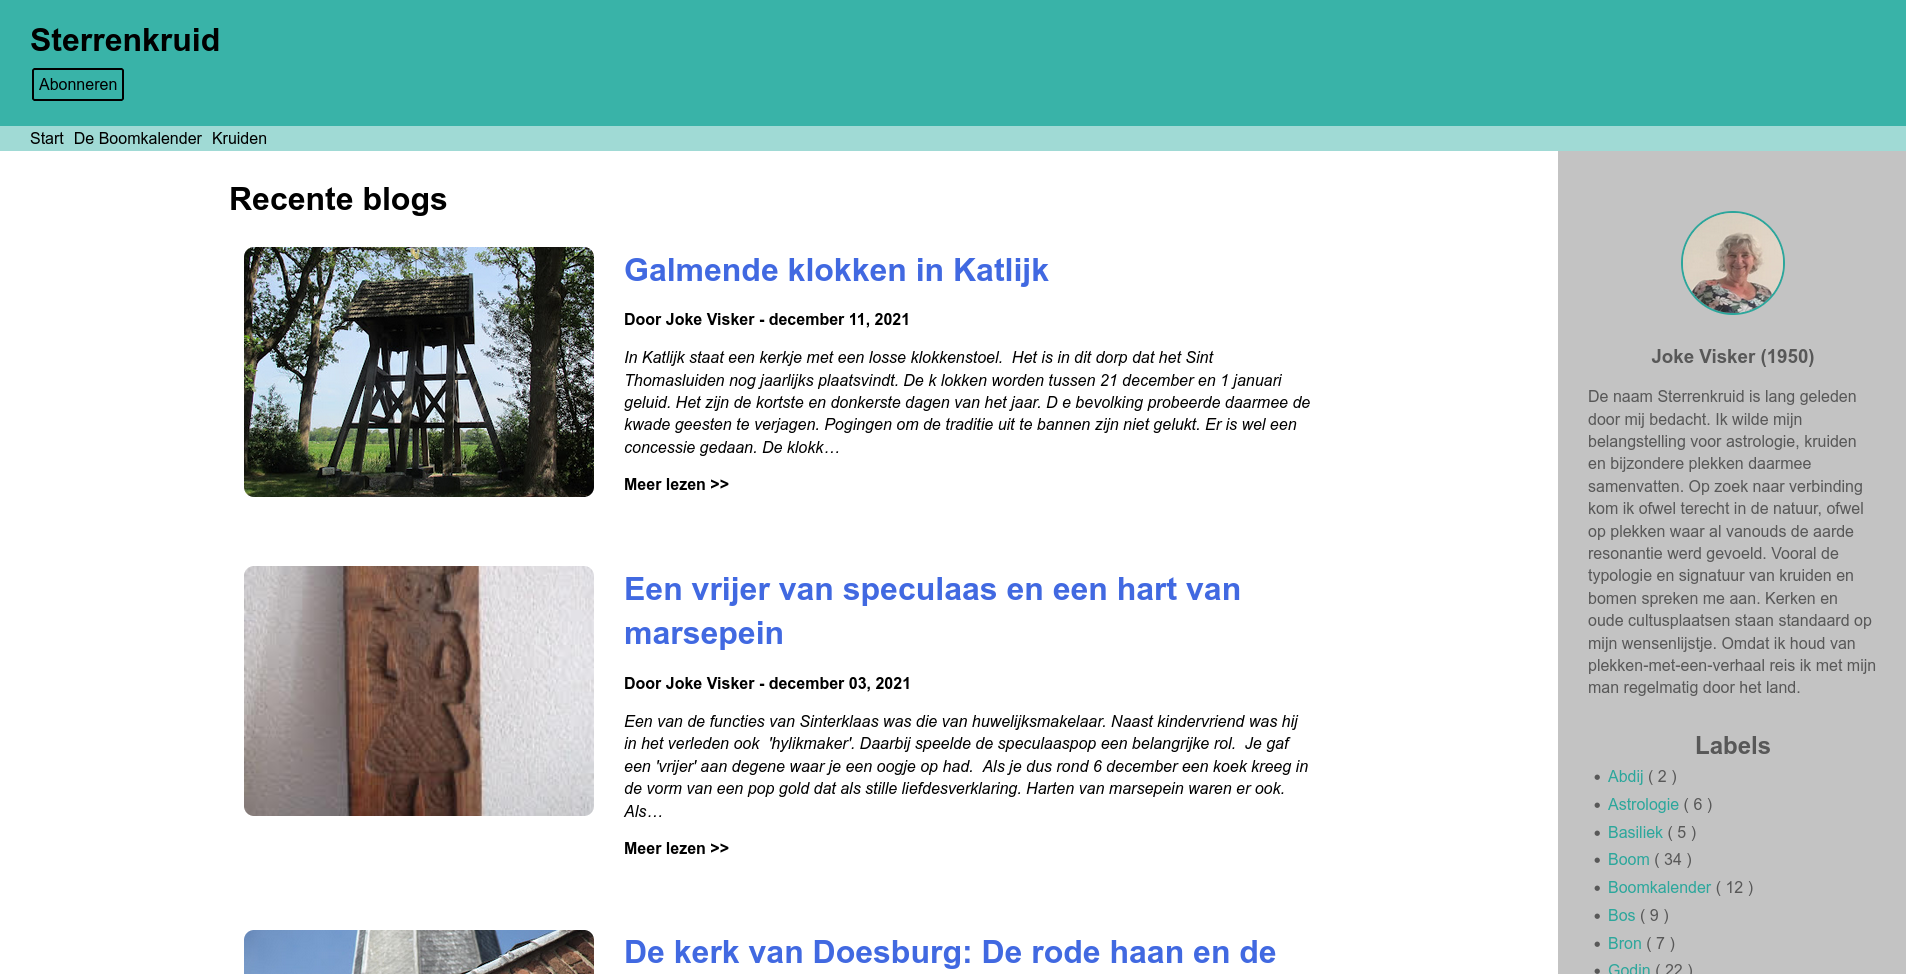 Sterrenkruid
Abonneren
Start De Boomkalender Kruiden
Recente blogs
Galmende klokken in Katlijk
Door Joke Visker - december 11, 2021
In Katlijk staat een kerkje met een losse klokkenstoel.  Het is in dit dorp dat het Sint
Thomasluiden nog jaarlijks plaatsvindt. De k lokken worden tussen 21 december en 1 januari
geluid. Het zijn de kortste en donkerste dagen van het jaar. D e bevolking probeerde daarmee de
kwade geesten te verjagen. Pogingen om de traditie uit te bannen zijn niet gelukt. Er is wel een
concessie gedaan. De klokk…
Meer lezen >>
Een vrijer van speculaas en een hart van
marsepein
Door Joke Visker - december 03, 2021
Een van de functies van Sinterklaas was die van huwelijksmakelaar. Naast kindervriend was hij
in het verleden ook  'hylikmaker'. Daarbij speelde de speculaaspop een belangrijke rol.  Je gaf
een 'vrijer' aan degene waar je een oogje op had.  Als je dus rond 6 december een koek kreeg in
de vorm van een pop gold dat als stille liefdesverklaring. Harten van marsepein waren er ook.
Als…
Meer lezen >>
De kerk van Doesburg: De rode haan en de
Joke Visker (1950)
De naam Sterrenkruid is lang geleden
door mij bedacht. Ik wilde mijn
belangstelling voor astrologie, kruiden
en bijzondere plekken daarmee
samenvatten. Op zoek naar verbinding
kom ik ofwel terecht in de natuur, ofwel
op plekken waar al vanouds de aarde
resonantie werd gevoeld. Vooral de
typologie en signatuur van kruiden en
bomen spreken me aan. Kerken en
oude cultusplaatsen staan standaard op
mijn wensenlijstje. Omdat ik houd van
plekken-met-een-verhaal reis ik met mijn
man regelmatig door het land.
Labels
Abdij ( 2 )
Astrologie ( 6 )
Basiliek ( 5 )
Boom ( 34 )
Boomkalender ( 12 )
Bos ( 9 )
Bron ( 7 )
Godin ( 22 )